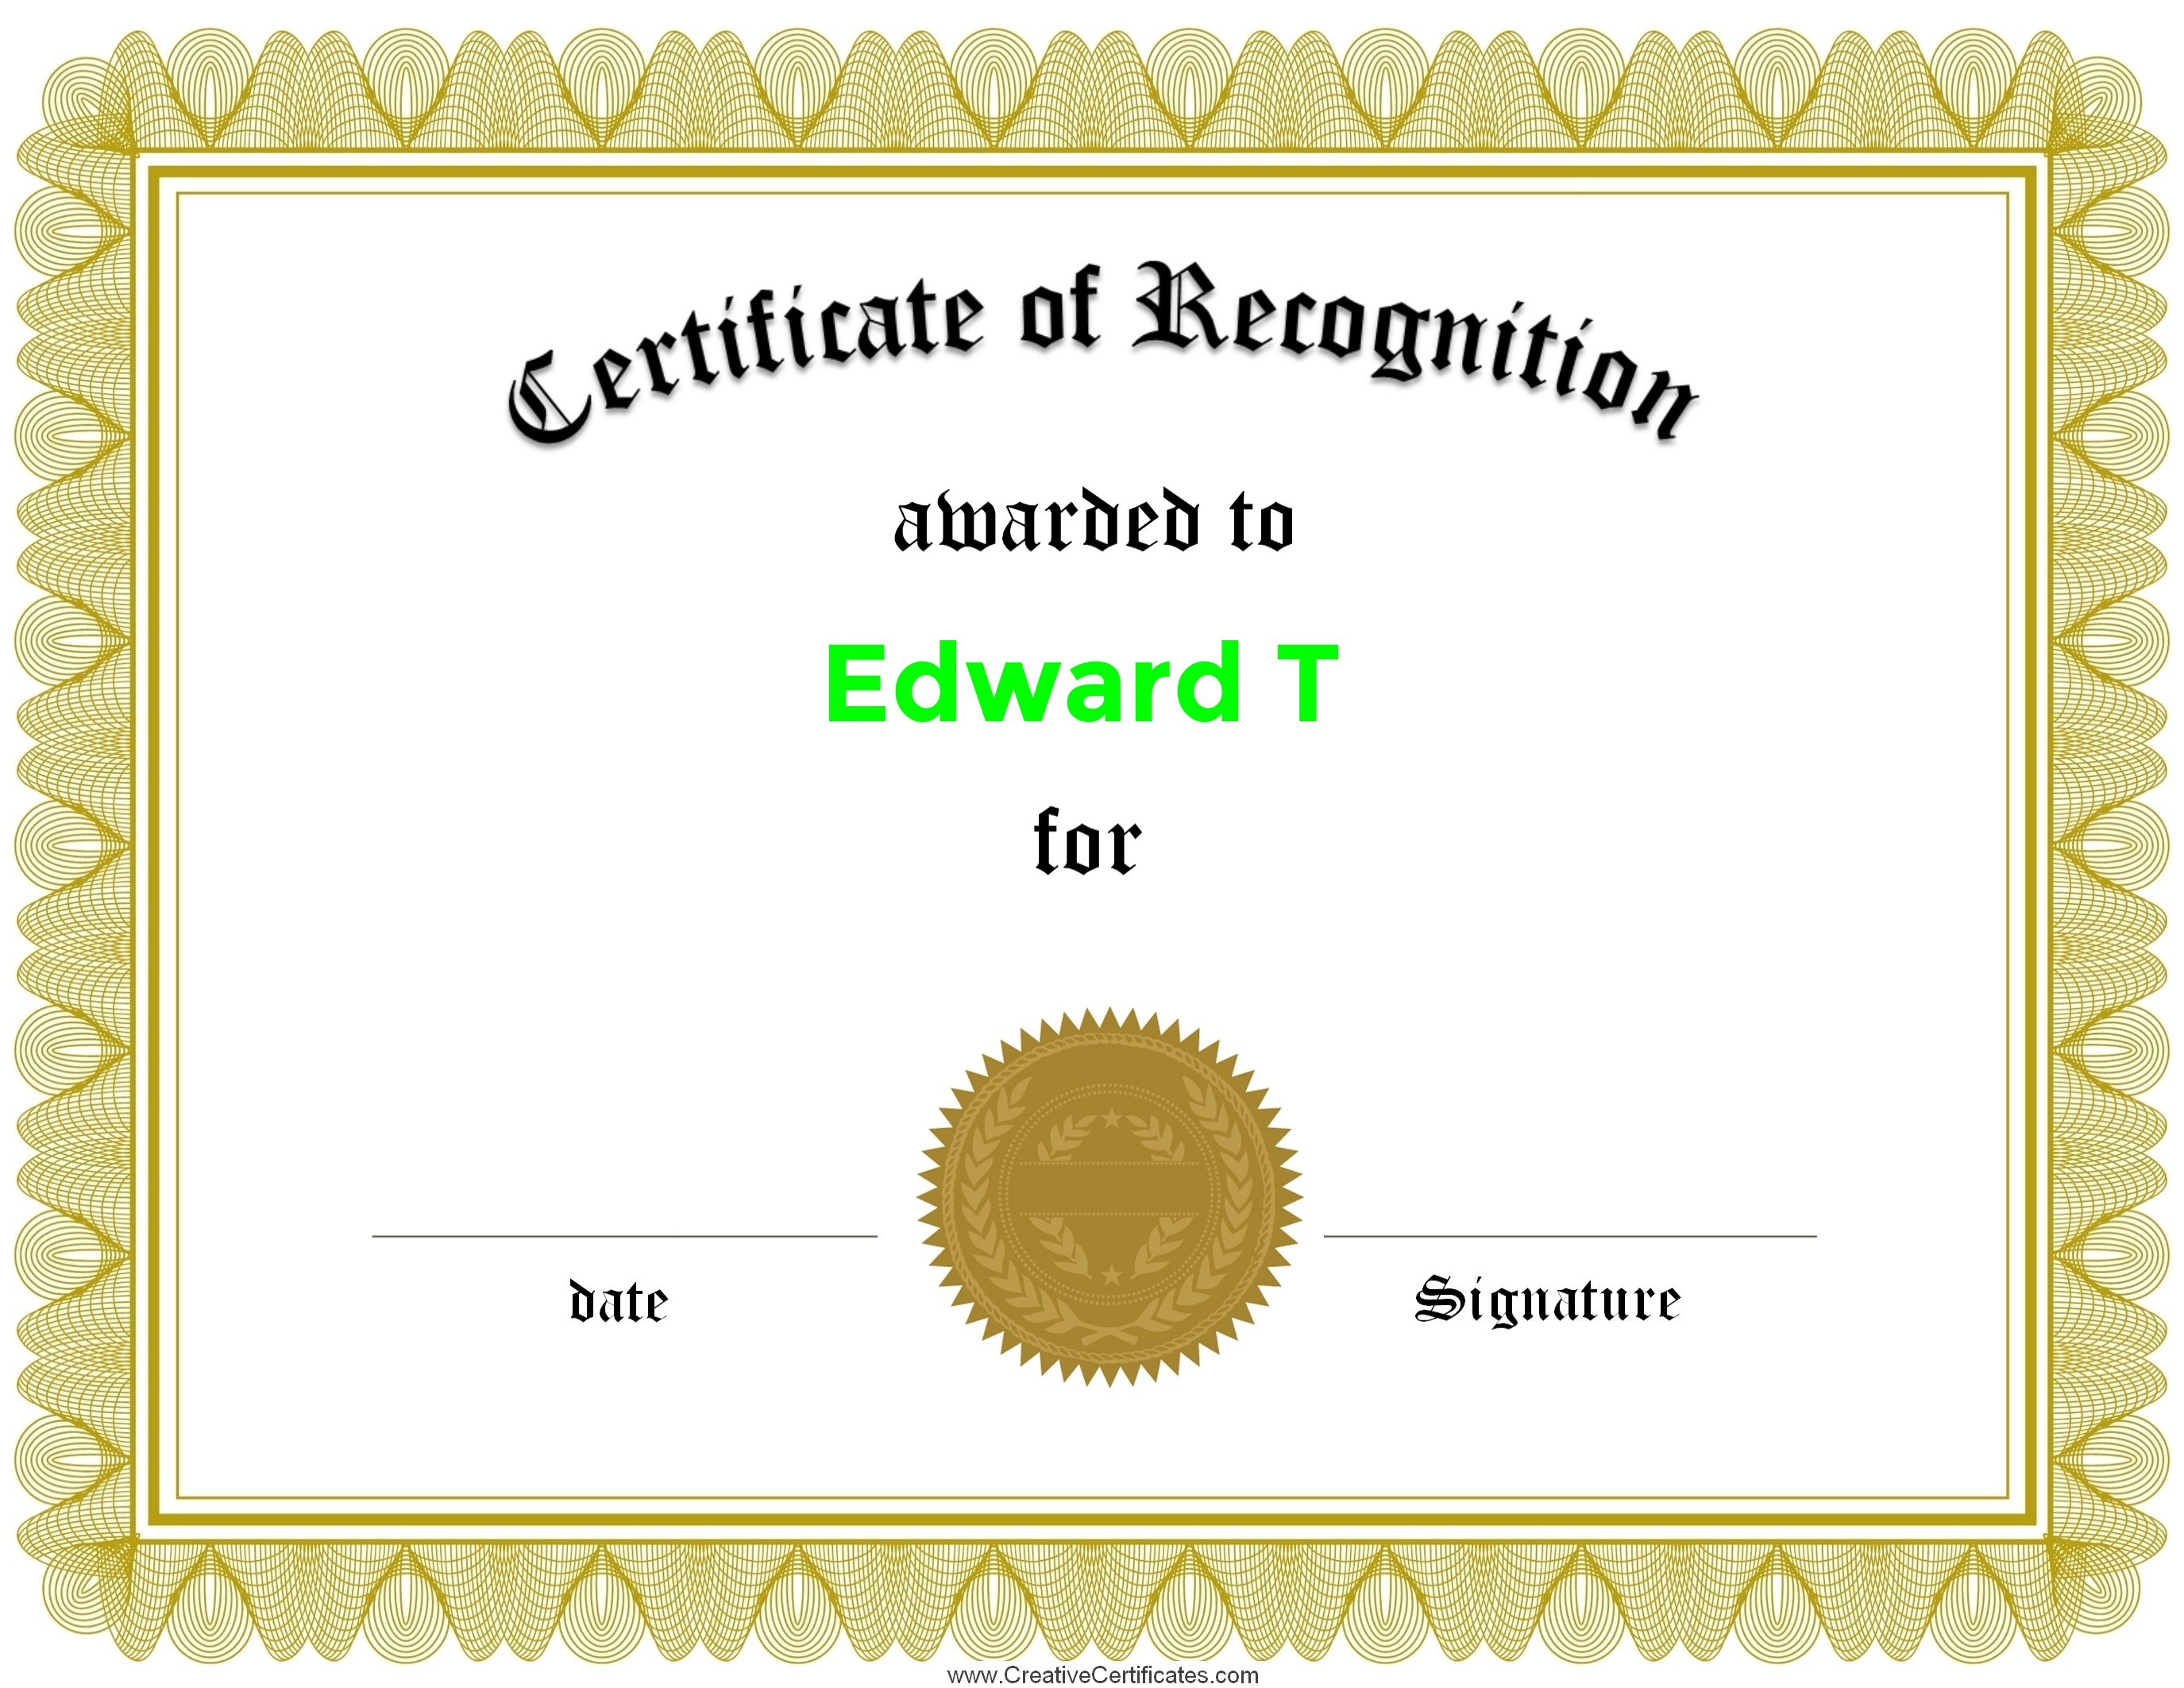 Certificate of Recognition
awarded to
Edward T
for
date
Signature
www.CreativeCertificates.com